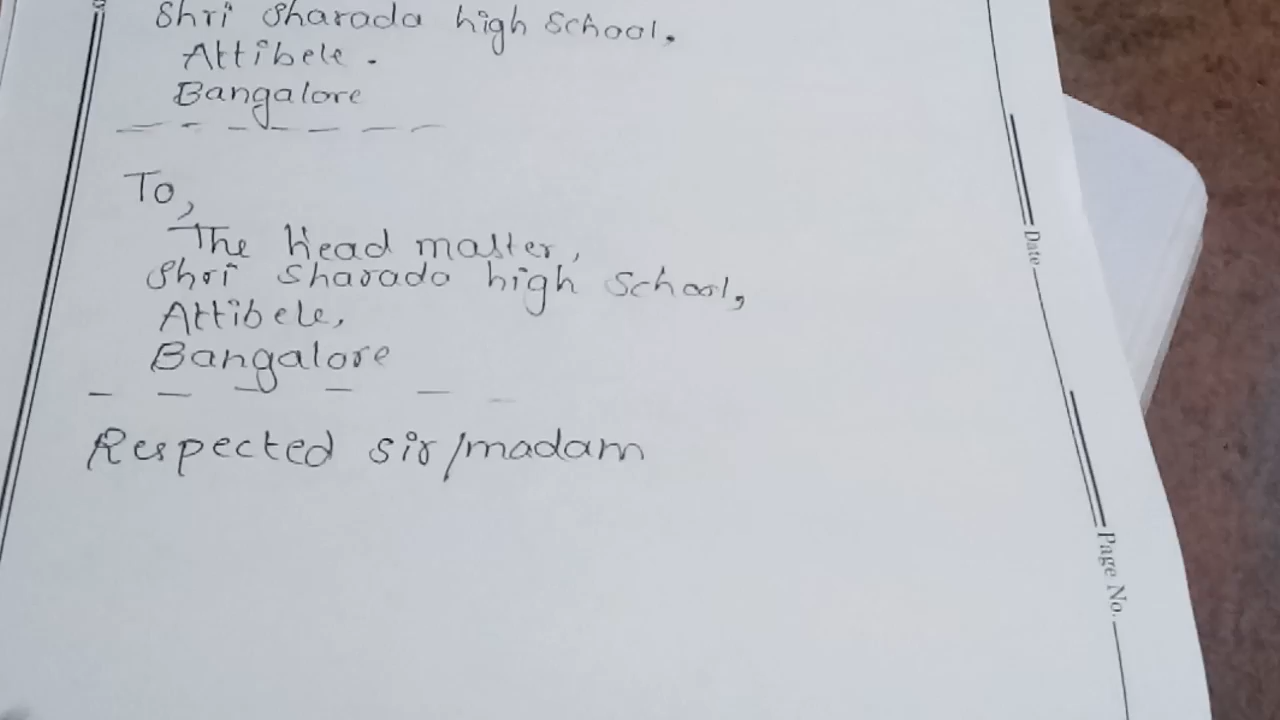 Shri Sharada high School,
Attibele.
Bangalore
To,
The Head master,
Shri Sharada high School,
Attibele,
Bangalore
Respected sir/madam
Date
Page No.